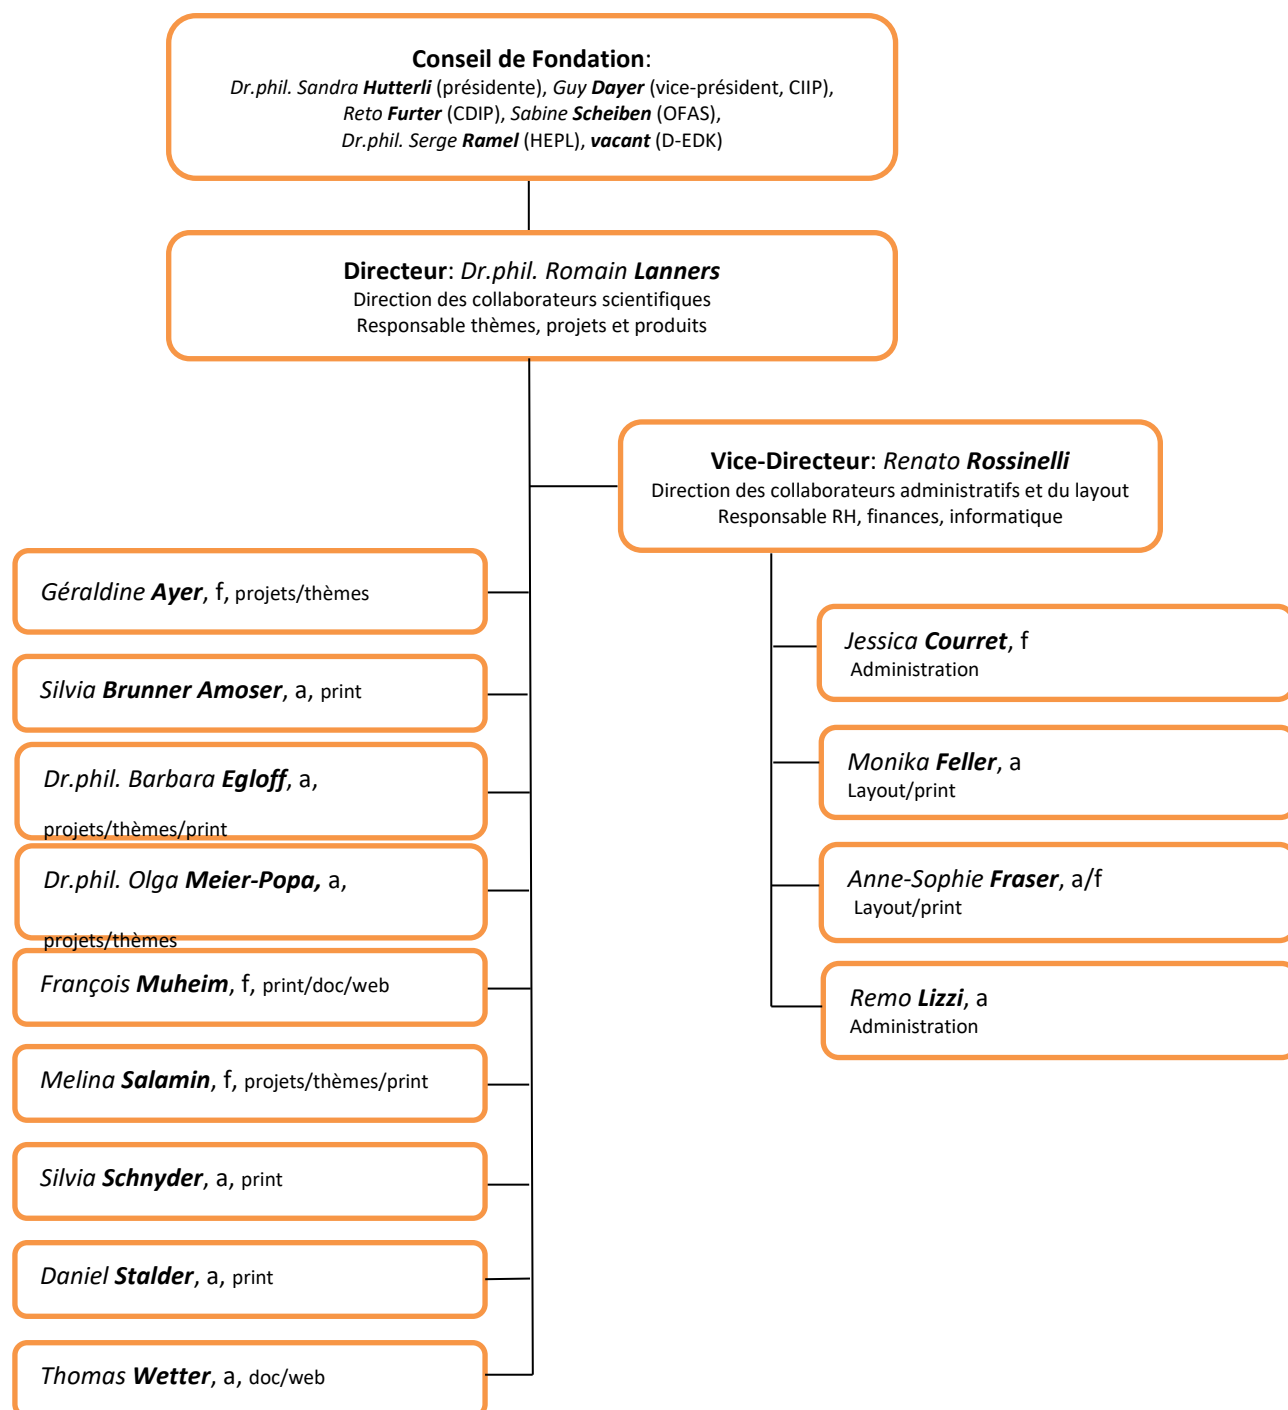 Conseil de Fondation:
Dr.phil. Sandra Hutterli (présidente), Guy Dayer (vice-président, CIIP),
Reto Furter (CDIP), Sabine Scheiben (OFAS),
Dr.phil. Serge Ramel (HEPL), vacant (D-EDK)
Directeur: Dr.phil. Romain Lanners
Direction des collaborateurs scientifiques
Responsable thèmes, projets et produits
Vice-Directeur: Renato Rossinelli
Direction des collaborateurs administratifs et du layout
Responsable RH, finances, informatique
Géraldine Ayer, f, projets/thèmes
Silvia Brunner Amoser, a, print
Dr.phil. Barbara Egloff, a,
projets/thèmes/print
Dr.phil. Olga Meier-Popa, a,
projets/thèmes
François Muheim, f, print/doc/web
Melina Salamin, f, projets/thèmes/print
Silvia Schnyder, a, print
Daniel Stalder, a, print
Thomas Wetter, a, doc/web
Jessica Courret, f
Administration
Monika Feller, a
Layout/print
Anne-Sophie Fraser, a/f
Layout/print
Remo Lizzi, a
Administration